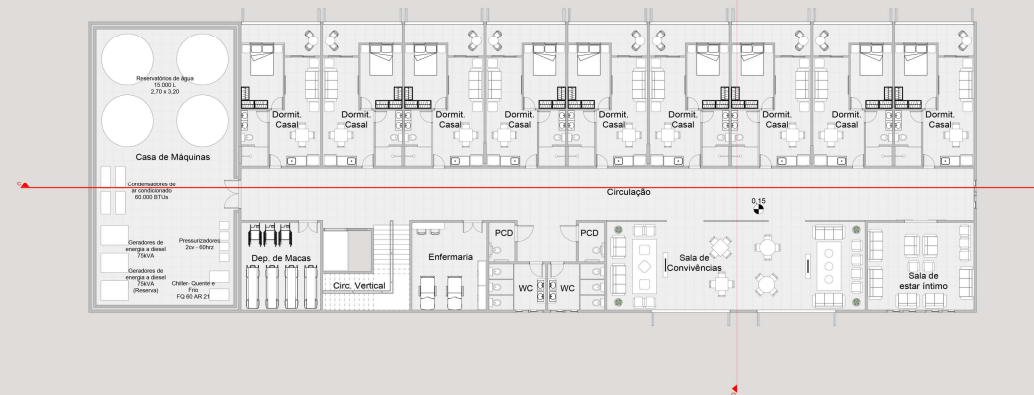 Reservatórios de água
15.000 L
2,70 x 3,20
Dormit.
Casal
Dormit.
Casal
Dormit.
Casal
Dormit.
Casal
Dormit.
Casal
Dormit.
Casal
Dormit.
Casal
Dormit.
Casal
Dormit.
Casal
Casa de Máquinas
Condensadores de
ar condicionado
60.000 BTUs
Circulação
0,15
Geradores de
energia a diesel
75kVA
Pressurizadores
2cv - 60hrz
Geradores de
energia a diesel
75kVA
(Reserva)
Chiller- Quente e
Frio
FQ 60 AR 21
Dep. de Macas
Circ. Vertical
Enfermaria
PCD
PCD
WC
WC
Sala de
Convivências
Sala de
estar íntimo